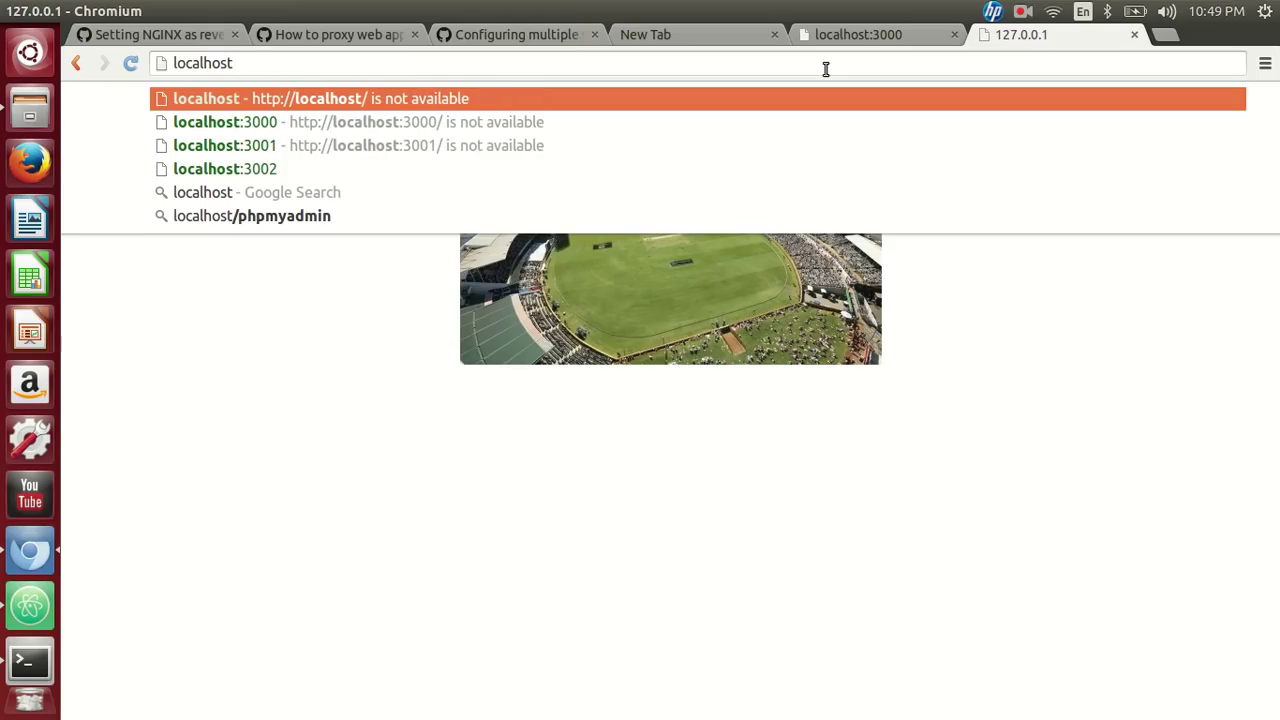 127.0.0.1 - Chromium
hp
En
10:49 PM
Setting NGINX as reve
How to proxy web app
Configuring multiple
New Tab
localhost:3000
127.0.0.1
localhost
localhost - http://localhost/ is not available
localhost:3000 - http://localhost:3000/ is not available
localhost:3001 - http://localhost:3001/ is not available
localhost:3002
localhost - Google Search
localhost/phpmyadmin
a
You
Tube
>_